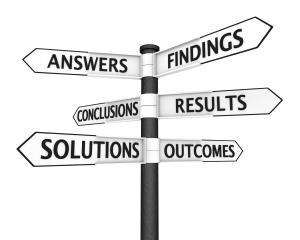 ANSWERS
FINDINGS
CONCLUSIONS
RESULTS
SOLUTIONS
OUTCOMES